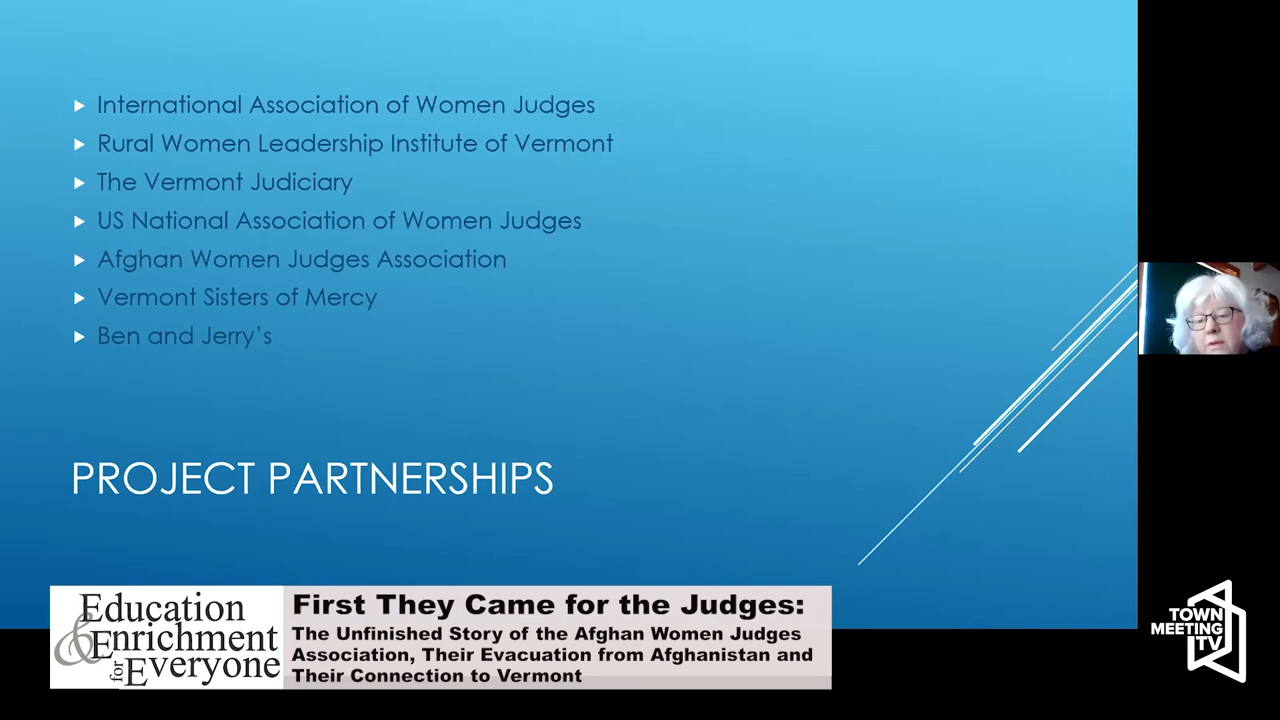 International Association of Women Judges
Rural Women Leadership Institute of Vermont
The Vermont Judiciary
US National Association of Women Judges
Afghan Women Judges Association
Vermont Sisters of Mercy
Ben and Jerry's
PROJECT PARTNERSHIPS
Education
& Enrichment
for Everyone
First They Came for the Judges:
The Unfinished Story of the Afghan Women Judges
Association, Their Evacuation from Afghanistan and
Their Connection to Vermont
TOWN
MEETING
TV